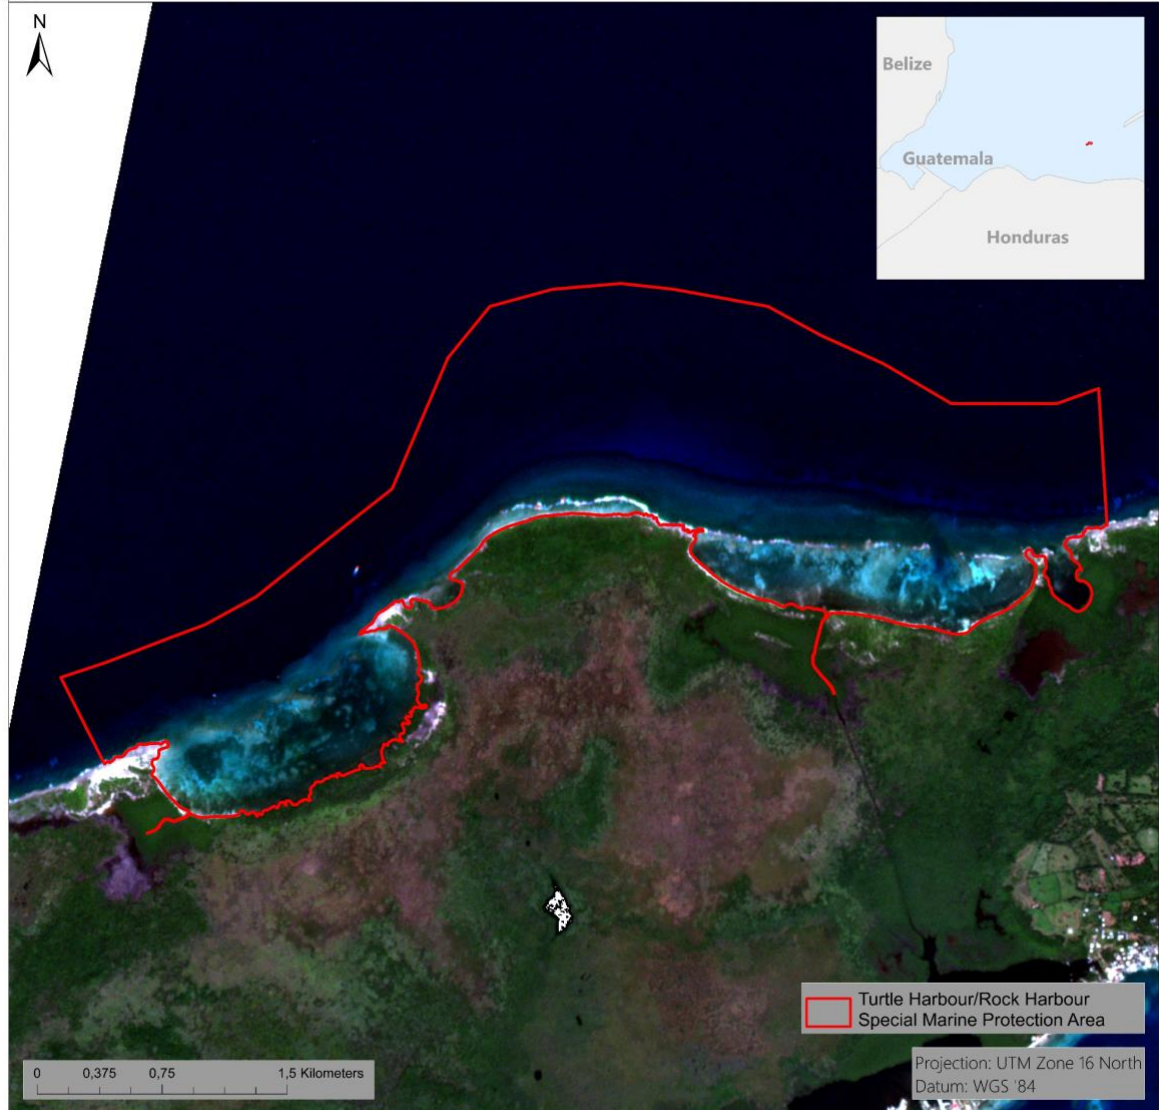 N
Belize
Guatemala
Honduras
Turtle Harbour/Rock Harbour
Special Marine Protection Area
0 0,375 0,75 1,5 Kilometers
Projection: UTM Zone 16 North
Datum: WGS '84